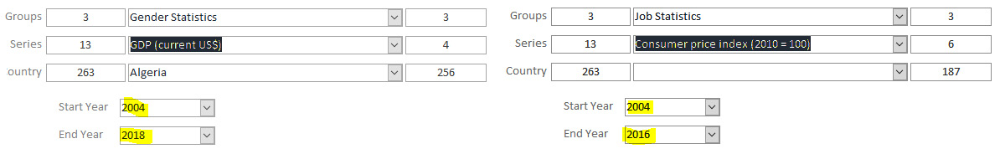 Groups 3 Gender Statistics 3
Series 13 GDP (current US$) 4
Country 263 Algeria 256
Start Year 2004
End Year 2018
Groups 3 Job Statistics 3
Series 13 Consumer price index (2010 = 100) 6
Country 263 187
Start Year 2004
End Year 2016